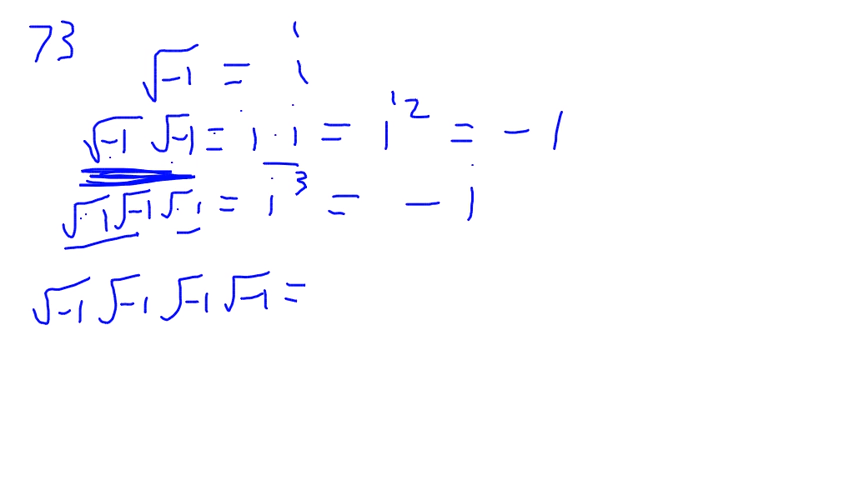 73
√-1 = i
√-1 √-1 = i · i = i² = -1
√-1 √-1 √-1 = i³ = -i
√-1 √-1 √-1 √-1 =